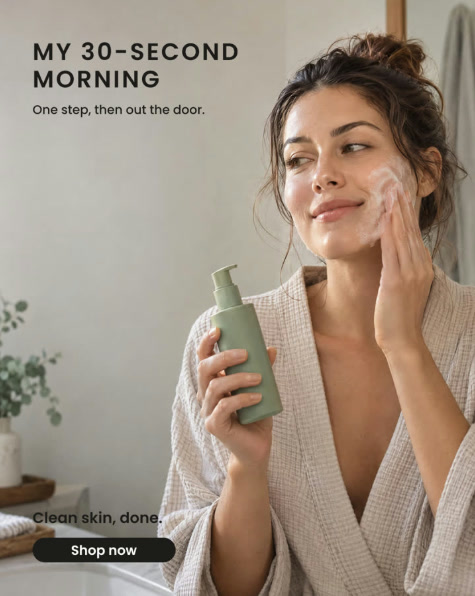 MY 30-SECOND
MORNING
One step, then out the door.
Clean skin, done.
Shop now